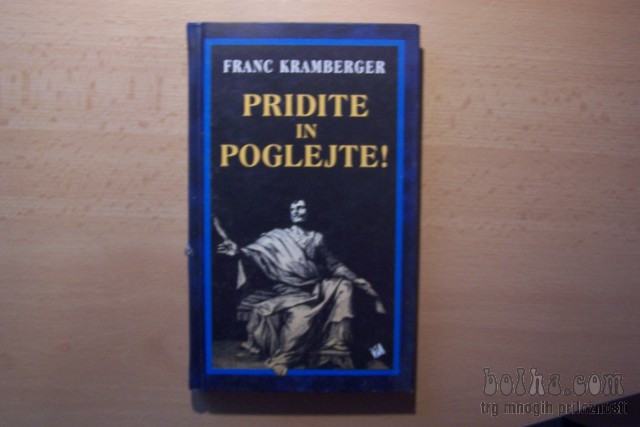 FRANC KRAMBERGER
PRIDITE
IN
POGLEJTE!
bolha.com
trg mnogih priložnosti